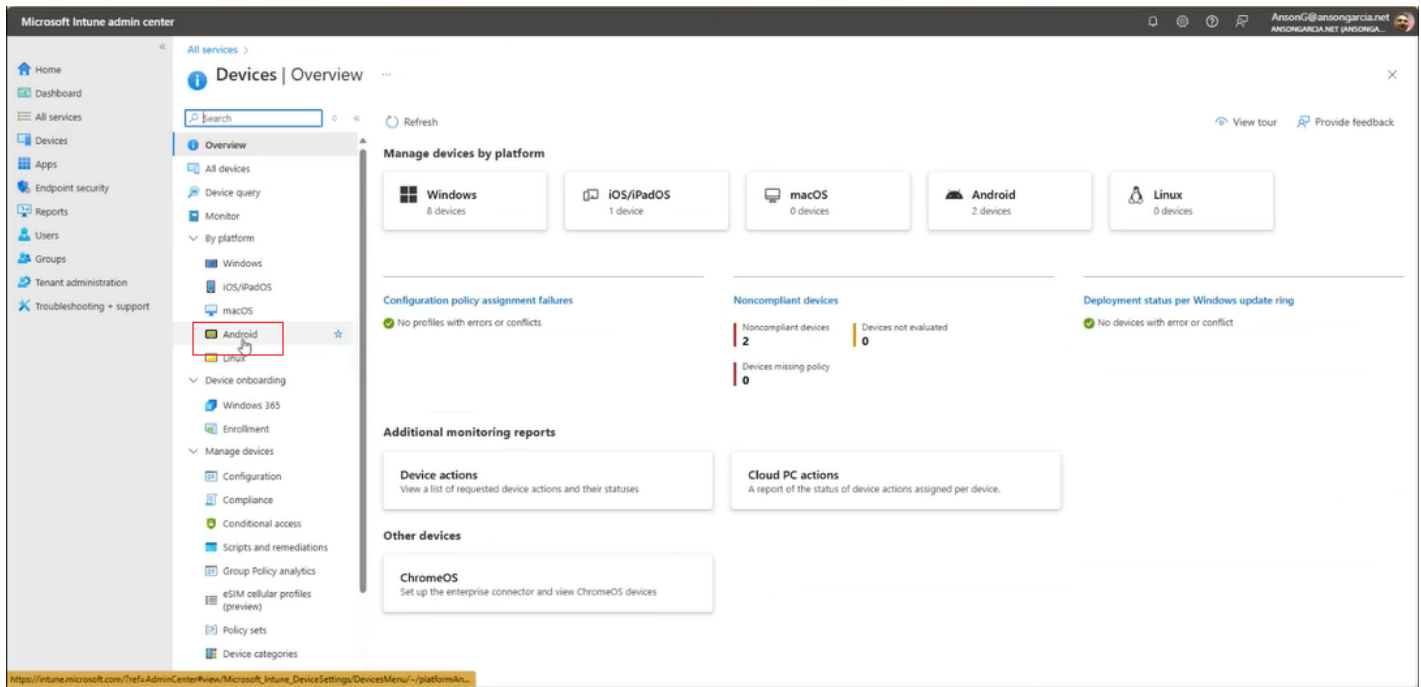 Microsoft Intune admin center
AnsonG@ansongarcia.net
ANSONGARCIA.NET (ANSONGA...
Home
Dashboard
All services
Devices
Apps
Endpoint security
Reports
Users
Groups
Tenant administration
Troubleshooting + support
All services >
Devices | Overview ...
Search
Overview
All devices
Device query
Monitor
By platform
Windows
iOS/iPadOS
macOS
Android
Linux
Device onboarding
Windows 365
Enrollment
Manage devices
Configuration
Compliance
Conditional access
Scripts and remediations
Group Policy analytics
eSIM cellular profiles
(preview)
Policy sets
Device categories
Refresh
View tour
Provide feedback
Manage devices by platform
Windows
8 devices
iOS/iPadOS
1 device
macOS
0 devices
Android
2 devices
Linux
0 devices
Configuration policy assignment failures
No profiles with errors or conflicts
Noncompliant devices
Noncompliant devices
2
Devices not evaluated
0
Devices missing policy
0
Deployment status per Windows update ring
No devices with error or conflict
Additional monitoring reports
Device actions
View a list of requested device actions and their statuses
Cloud PC actions
A report of the status of device actions assigned per device.
Other devices
ChromeOS
Set up the enterprise connector and view ChromeOS devices
https://intune.microsoft.com/?ref=AdminCenter#view/Microsoft_Intune_DeviceSettings/DevicesMenu/~/platformAn...